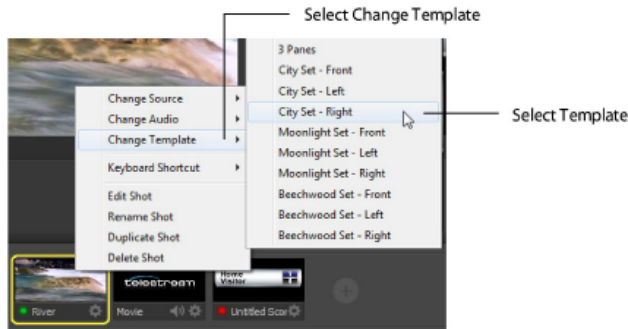 Select Change Template
3 Panes
City Set - Front
City Set - Left
City Set - Right
Moonlight Set - Front
Moonlight Set - Left
Moonlight Set - Right
Beechwood Set - Front
Beechwood Set - Left
Beechwood Set - Right
Select Template
Change Source
Change Audio
Change Template
Keyboard Shortcut
Edit Shot
Rename Shot
Duplicate Shot
Delete Shot
telestream
Home
Visitor
River
Movie
Untitled Scor